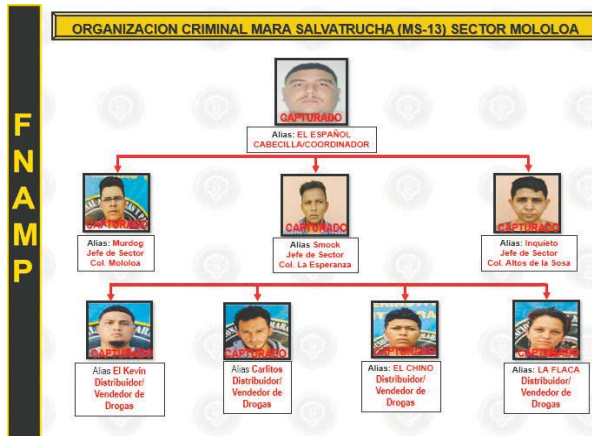 ORGANIZACION CRIMINAL MARA SALVATRUCHA (MS-13) SECTOR MOLOLOA
FNAMP
CAPTURADO
Alias: EL ESPAÑOL
CABECILLA/COORDINADOR
CAPTURADO
Alias: Murdog
Jefe de Sector
Col. Mololoa
CAPTURADO
Alias Smock
Jefe de Sector
Col. La Esperanza
CAPTURADO
Alias: Inquieto
Jefe de Sector
Col. Altos de la Sosa
CAPTURADO
Alias El Kevin
Distribuidor/
Vendedor de
Drogas
CAPTURADO
Alias Carlitos
Distribuidor/
Vendedor de
Drogas
CAPTURADO
Alias: EL CHINO
Distribuidor/
Vendedor de
Drogas
CAPTURADO
Alias: LA FLACA
Distribuidor/
Vendedor de
Drogas